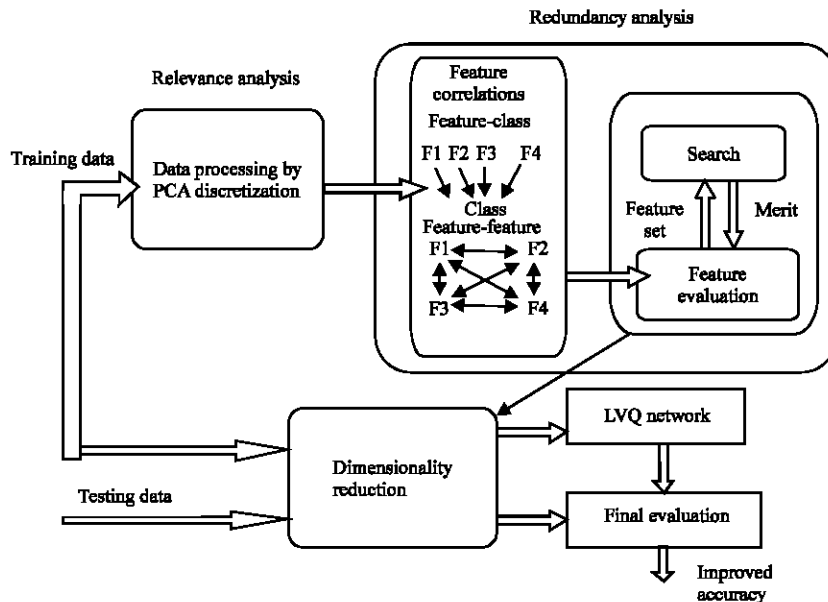 Redundancy analysis
Relevance analysis
Training data
Data processing by
PCA discretization
Feature
correlations
Feature-class
F1 F2 F3 F4
Class
Feature-feature
F1 F2
F3 F4
Search
Feature
set
Merit
Feature
evaluation
LVQ network
Dimensionality
reduction
Testing data
Final evaluation
Improved
accuracy